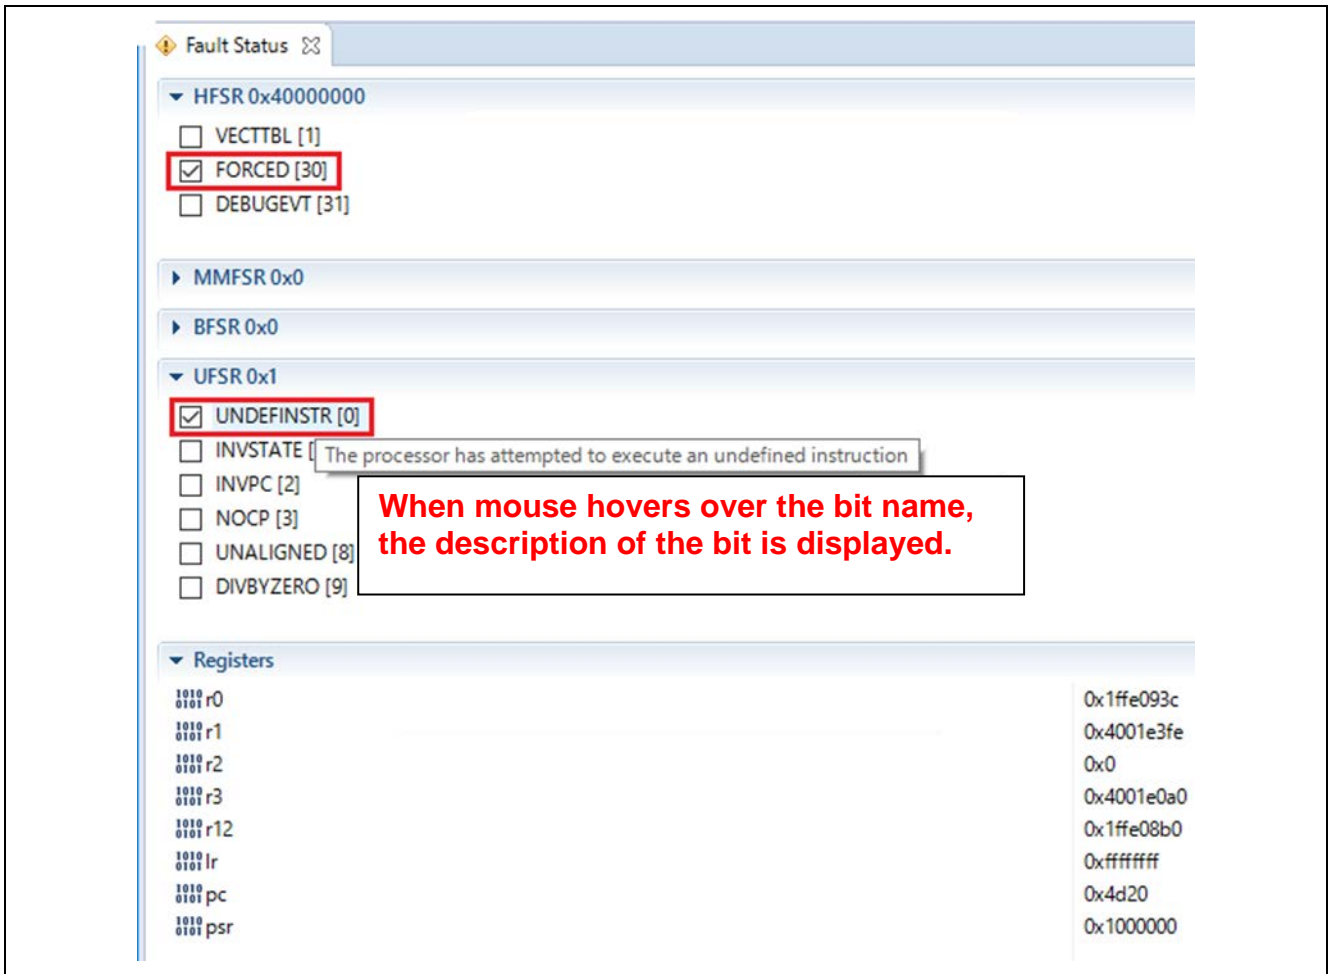 Fault Status
HFSR 0x40000000
VECTTBL [1]
FORCED [30]
DEBUGEVT [31]
MMFSR 0x0
BFSR 0x0
UFSR 0x1
UNDEFINSTR [0]
INVSTATE [
The processor has attempted to execute an undefined instruction
INVPC [2]
NOCP [3]
UNALIGNED [8]
DIVBYZERO [9]
When mouse hovers over the bit name,
the description of the bit is displayed.
Registers
r0 0x1ffe093c
r1 0x4001e3fe
r2 0x0
r3 0x4001e0a0
r12 0x1ffe08b0
lr 0xffffffff
pc 0x4d20
psr 0x1000000